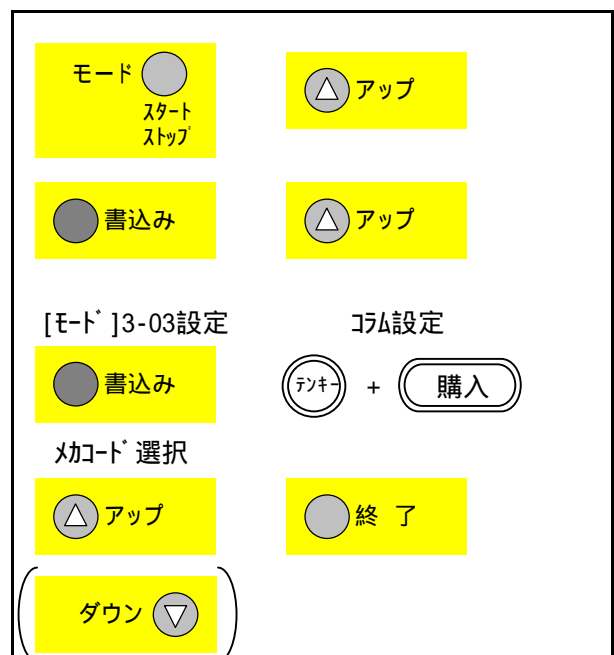 モード
ｽﾀｰﾄ
ｽﾄｯﾌﾟ
アップ
書込み
アップ
[ﾓｰﾄﾞ]3-03設定
ｺﾗﾑ設定
書込み
ﾃﾝｷｰ + 購入
ﾒｶｺｰﾄﾞ選択
アップ
終 了
ダウン